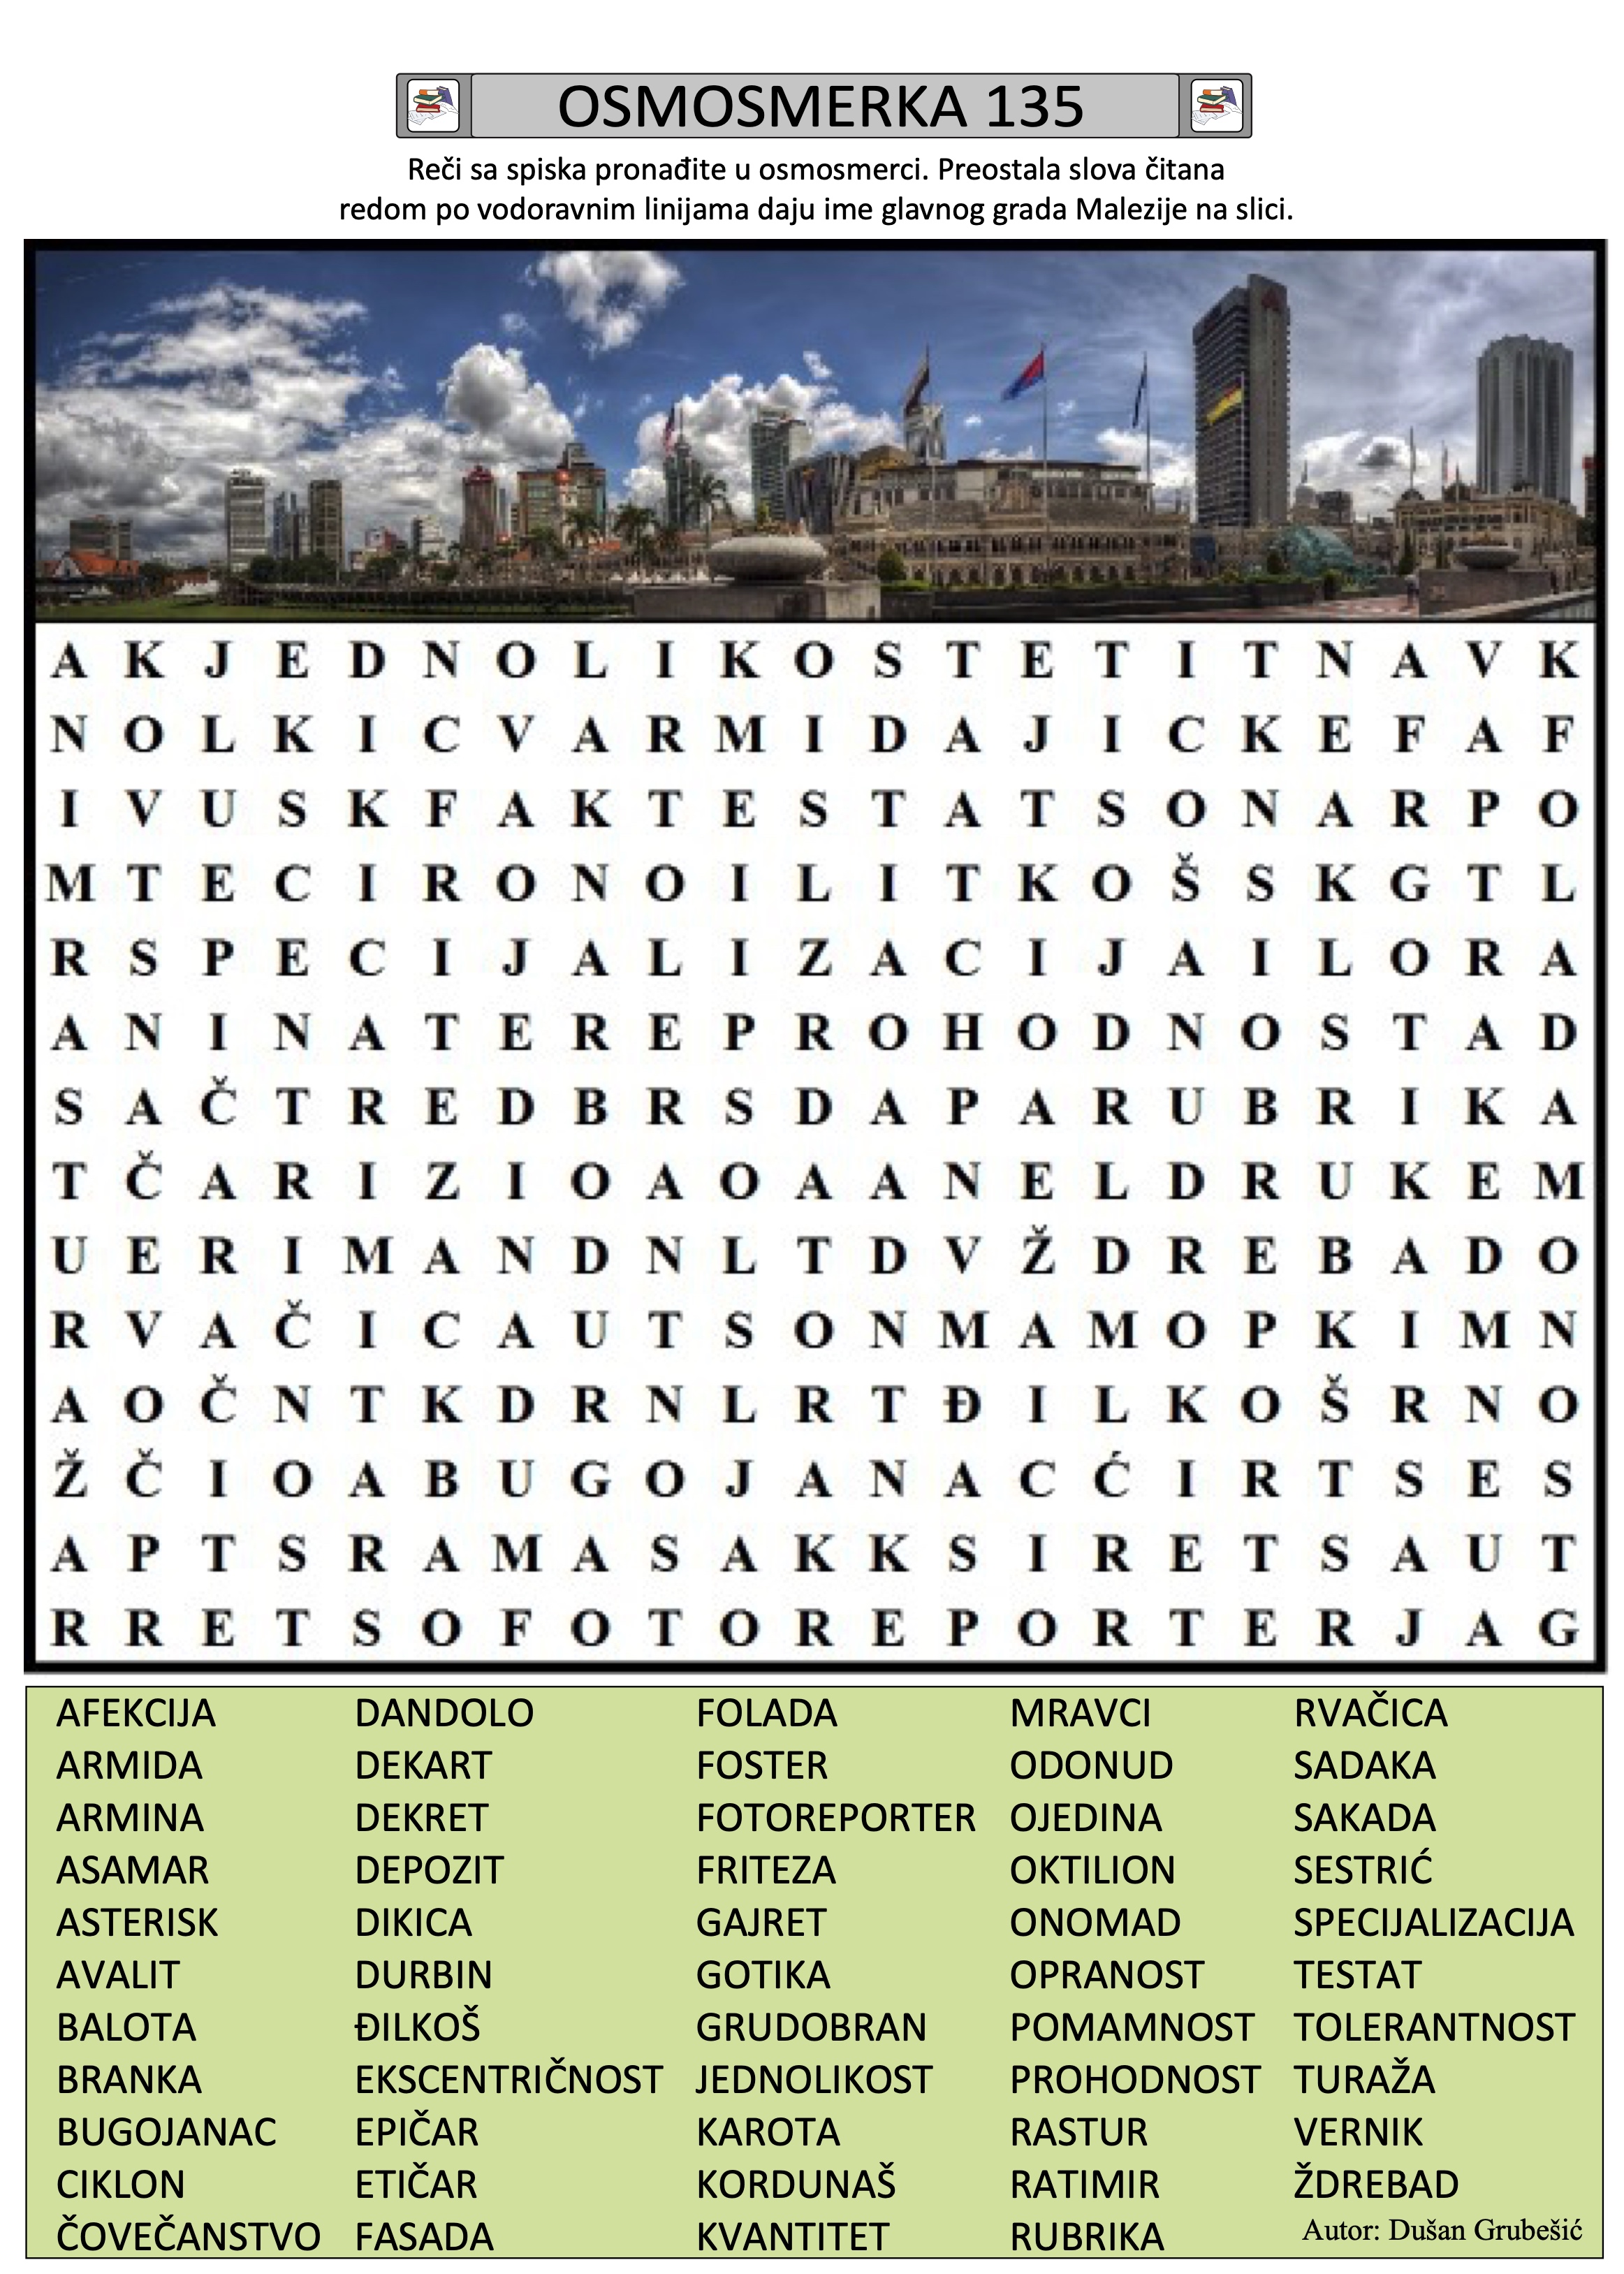 OSMOSMERKA 135
Reči sa spiska pronađite u osmosmerci. Preostala slova čitana
redom po vodoravnim linijama daju ime glavnog grada Malezije na slici.
A K J E D N O L I K O S T E T I T N A V K
N O L K I C V A R M I D A J I C K E F A F
I V U S K F A K T E S T A T S O N A R P O
M T E C I R O N O I L I T K O Š S K G T L
R S P E C I J A L I Z A C I J A I L O R A
A N I N A T E R E P R O H O D N O S T A D
S A Č T R E D B R S D A P A R U B R I K A
T Č A R I Z I O A O A A N E L D R U K E M
U E R I M A N D N L T D V Ž D R E B A D O
R V A Č I C A U T S O N M A M O P K I M N
A O Č N T K D R N L R T Đ I L K O Š R N O
Ž Č I O A B U G O J A N A C Ć I R T S E S
A P T S R A M A S A K K S I R E T S A U T
R R E T S O F O T O R E P O R T E R J A G
AFEKCIJA DANDOLO FOLADA MRAVCI RVAČICA
ARMIDA DEKART FOSTER ODONUD SADAKA
ARMINA DEKRET FOTOREPORTER OJEDINA SAKADA
ASAMAR DEPOZIT FRITEZA OKTILION SESTRIĆ
ASTERISK DIKICA GAJRET ONOMAD SPECIJALIZACIJA
AVALIT DURBIN GOTIKA OPRANOST TESTAT
BALOTA ĐILKOŠ GRUDOBRAN POMAMNOST TOLERANTNOST
BRANKA EKSCENTRIČNOST JEDNOLIKOST PROHODNOST TURAŽA
BUGOJANAC EPIČAR KAROTA RASTUR VERNIK
CIKLON ETIČAR KORDUNAŠ RATIMIR ŽDREBAD
ČOVEČANSTVO FASADA KVANTITET RUBRIKA Autor: Dušan Grubešić